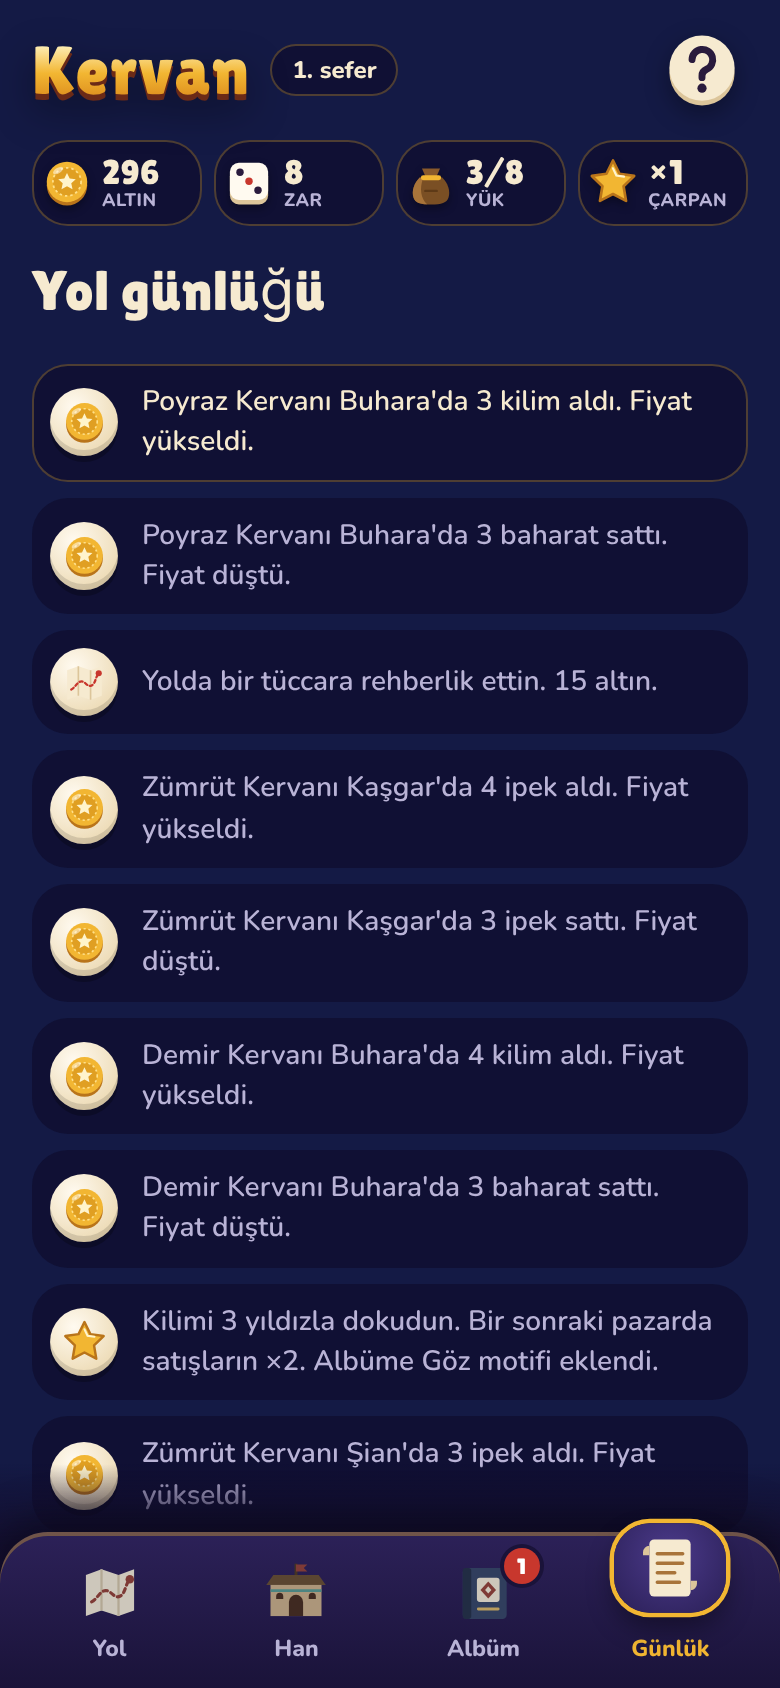 Kervan
1. sefer
?
296
ALTIN
8
ZAR
3/8
YÜK
×1
ÇARPAN
Yol günlüğü
Poyraz Kervanı Buhara'da 3 kilim aldı. Fiyat
yükseldi.
Poyraz Kervanı Buhara'da 3 baharat sattı.
Fiyat düştü.
Yolda bir tüccara rehberlik ettin. 15 altın.
Zümrüt Kervanı Kaşgar'da 4 ipek aldı. Fiyat
yükseldi.
Zümrüt Kervanı Kaşgar'da 3 ipek sattı. Fiyat
düştü.
Demir Kervanı Buhara'da 4 kilim aldı. Fiyat
yükseldi.
Demir Kervanı Buhara'da 3 baharat sattı.
Fiyat düştü.
Kilimi 3 yıldızla dokudun. Bir sonraki pazarda
satışların ×2. Albüme Göz motifi eklendi.
Zümrüt Kervanı Şian'da 3 ipek aldı. Fiyat
yükseldi.
1
Yol
Han
Albüm
Günlük